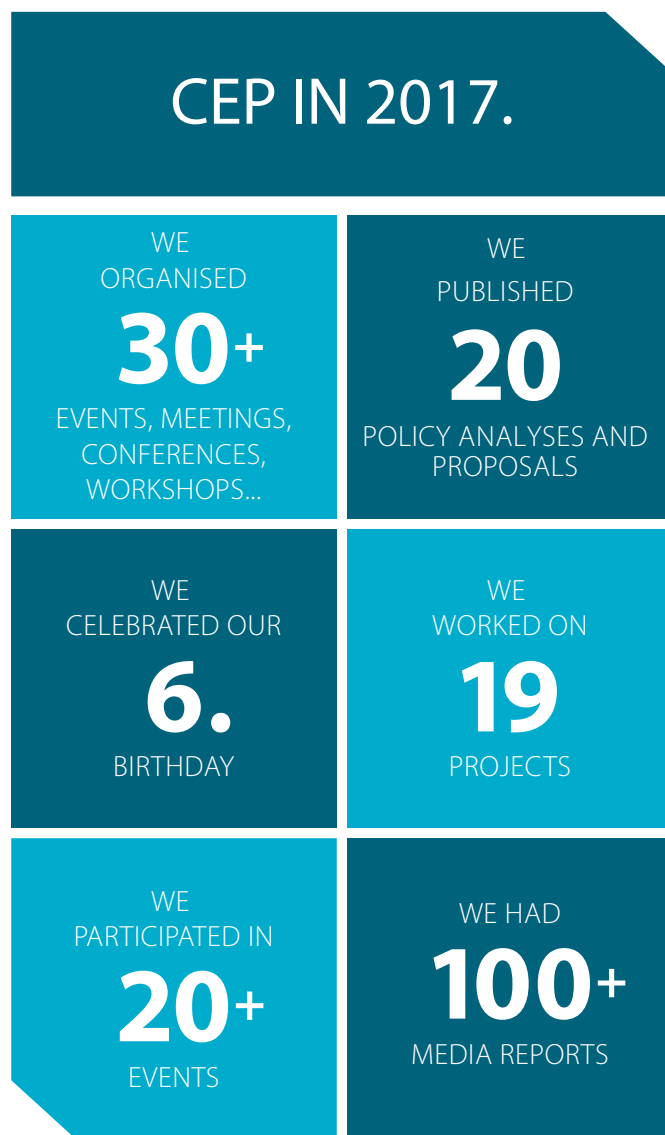 CEP IN 2017.
WE
ORGANISED
30+
EVENTS, MEETINGS,
CONFERENCES,
WORKSHOPS...
WE
PUBLISHED
20
POLICY ANALYSES AND
PROPOSALS
WE
CELEBRATED OUR
6.
BIRTHDAY
WE
WORKED ON
19
PROJECTS
WE
PARTICIPATED IN
20+
EVENTS
WE HAD
100+
MEDIA REPORTS